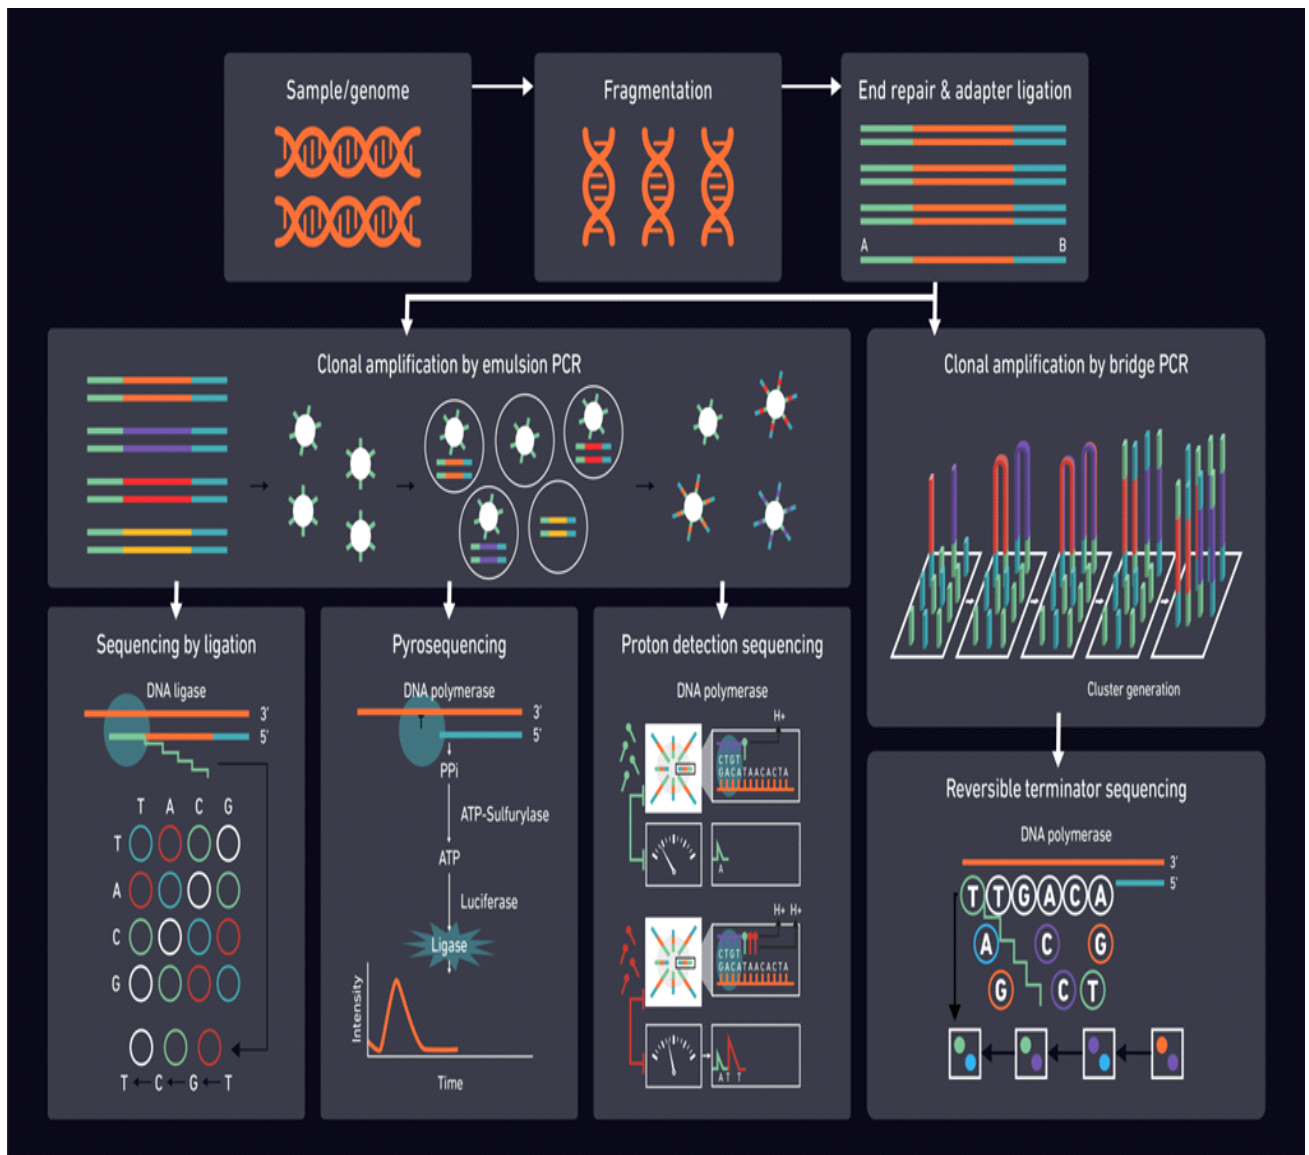 Sample/genome
Fragmentation
End repair & adapter ligation
A B
Clonal amplification by emulsion PCR
Clonal amplification by bridge PCR
Cluster generation
Sequencing by ligation
DNA ligase
3'
5'
T A C G
T
A
C
G
T C G T
Pyrosequencing
DNA polymerase
3'
5'
PPi
ATP-Sulfurylase
ATP
Luciferase
Ligase
Intensity
Time
Proton detection sequencing
DNA polymerase
H+
CTGT
GACATAACACTA
A
H+ H+
CTGT
GACATAACACTA
A T T
Reversible terminator sequencing
DNA polymerase
3'
5'
T T G A C A
A C G
G C T